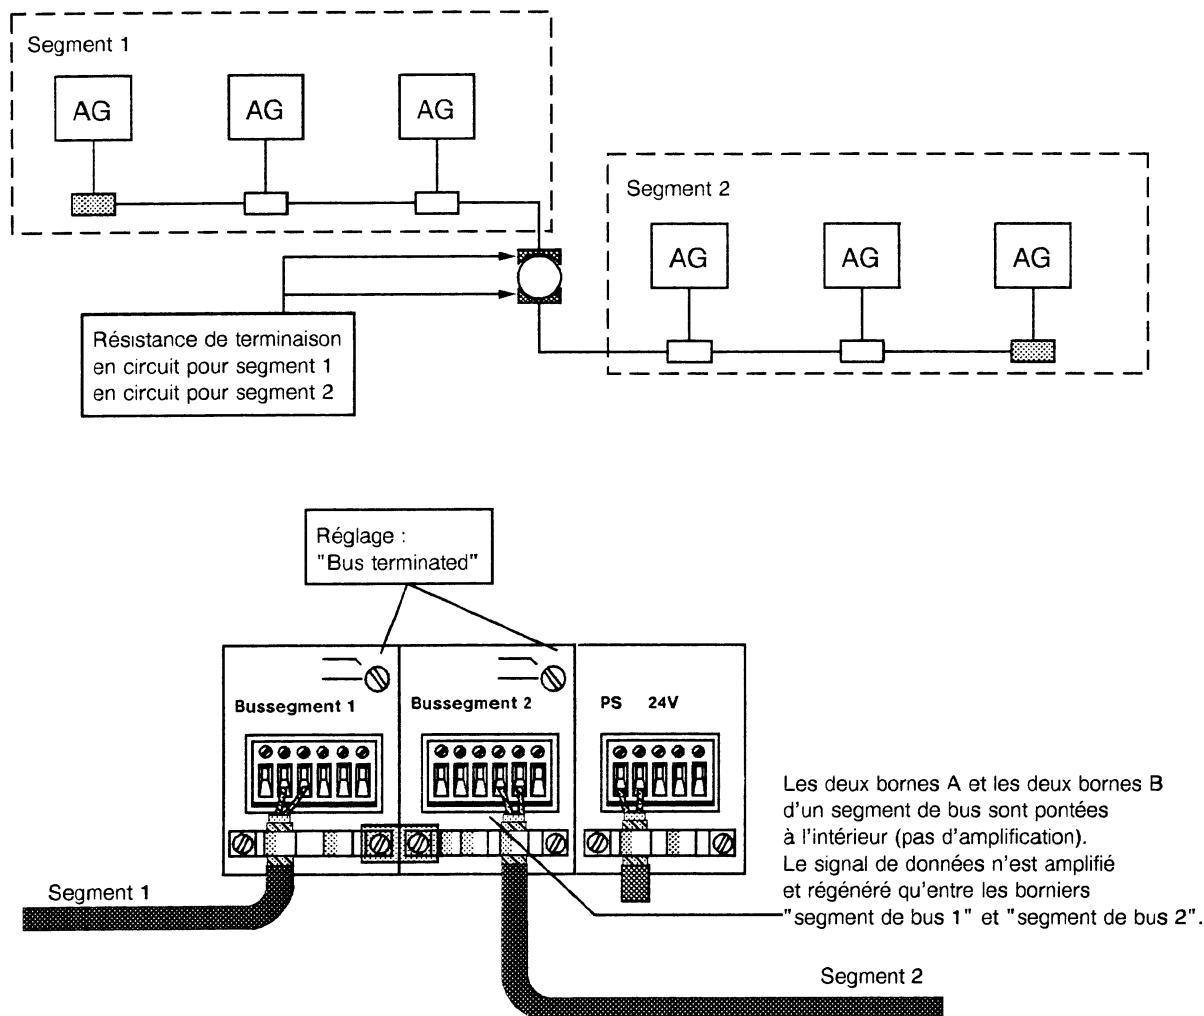 Segment 1
AG
AG
AG
Segment 2
AG
AG
AG
Résistance de terminaison
en circuit pour segment 1
en circuit pour segment 2
Réglage :
"Bus terminated"
Bussegment 1
Bussegment 2
PS 24V
Les deux bornes A et les deux bornes B
d'un segment de bus sont pontées
à l'intérieur (pas d'amplification).
Le signal de données n'est amplifié
et régénéré qu'entre les borniers
"segment de bus 1" et "segment de bus 2".
Segment 1
Segment 2